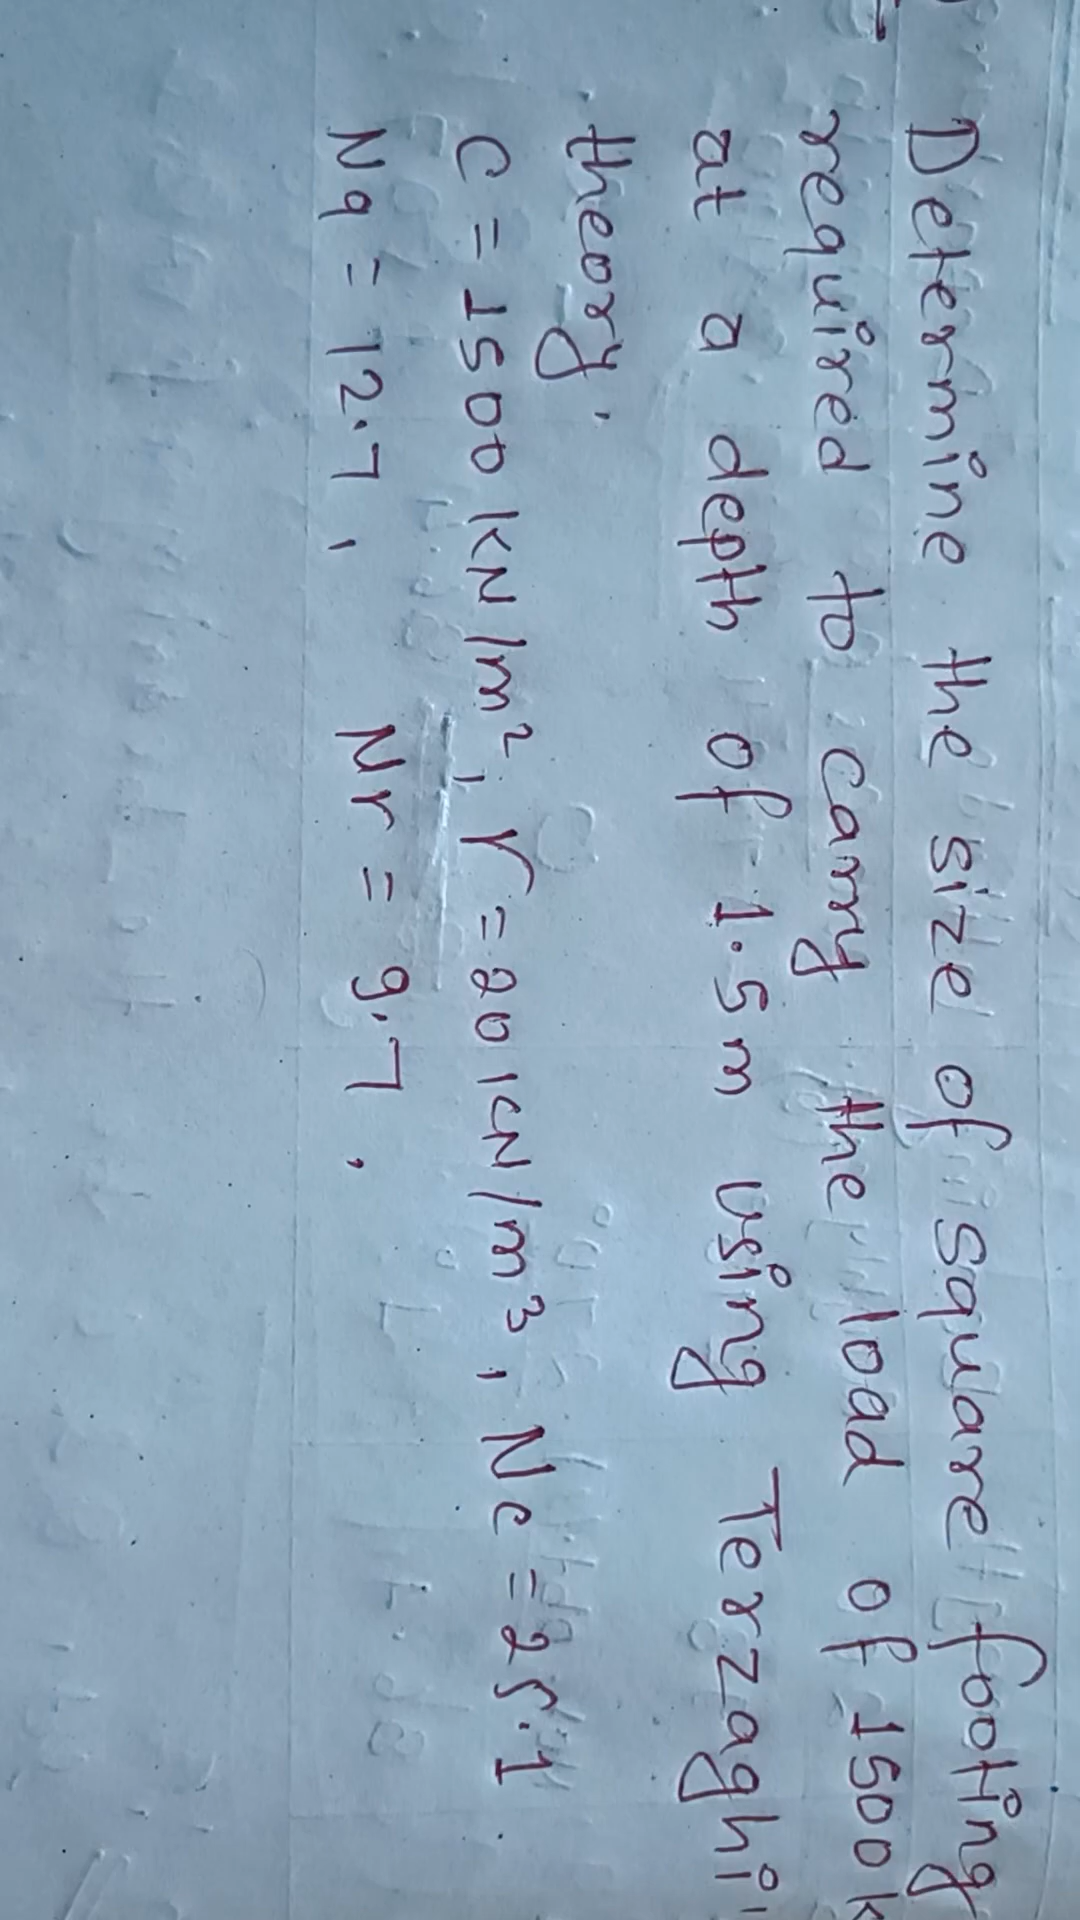 Determine the size of square footing
required to carry the load of 1500k
at a depth of 1.5m using Terzaghi'
theory.
C = 1500 kN/m², γ = 20 kN/m³, Nc = 25.1
Nq = 12.7, Nr = 9.7.